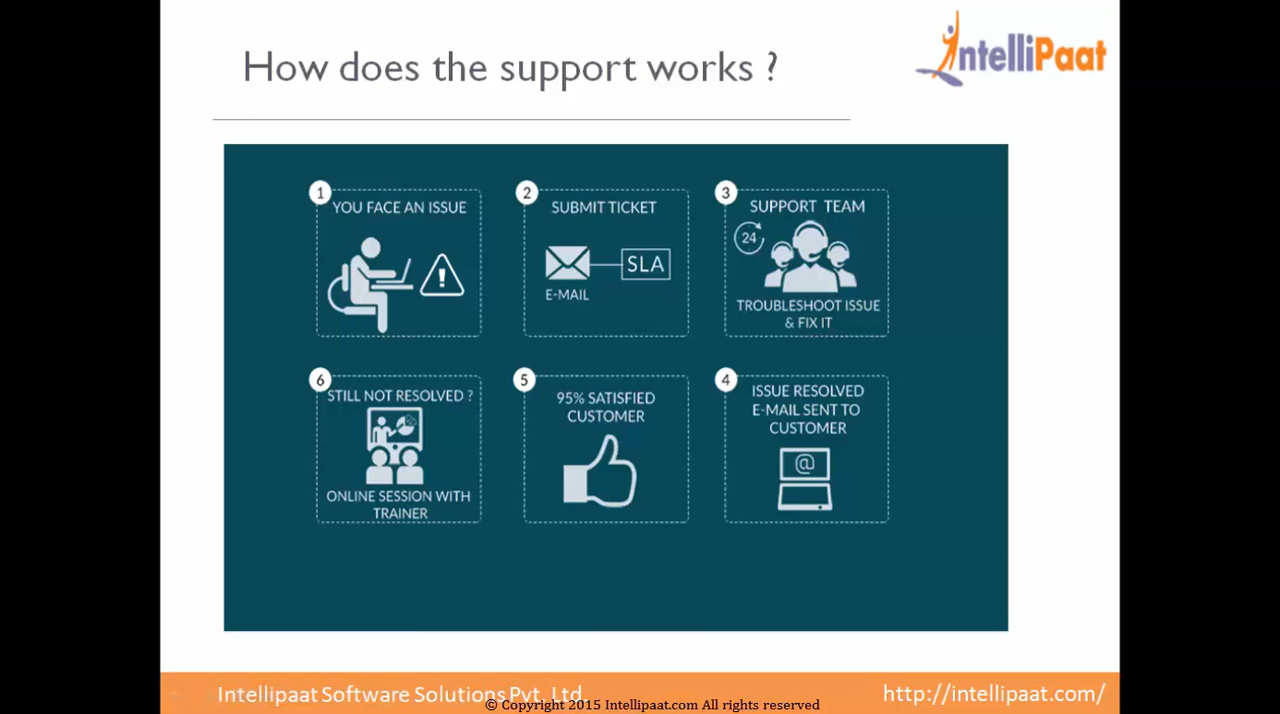 How does the support works ?
IntelliPaat
1
YOU FACE AN ISSUE
!
2
SUBMIT TICKET
E-MAIL
SLA
3
SUPPORT TEAM
24
TROUBLESHOOT ISSUE
& FIX IT
4
ISSUE RESOLVED
E-MAIL SENT TO
CUSTOMER
@
5
95% SATISFIED
CUSTOMER
6
STILL NOT RESOLVED ?
ONLINE SESSION WITH
TRAINER
Intellipaat Software Solutions Pvt. Ltd.
© Copyright 2015 Intellipaat.com All rights reserved
http://intellipaat.com/